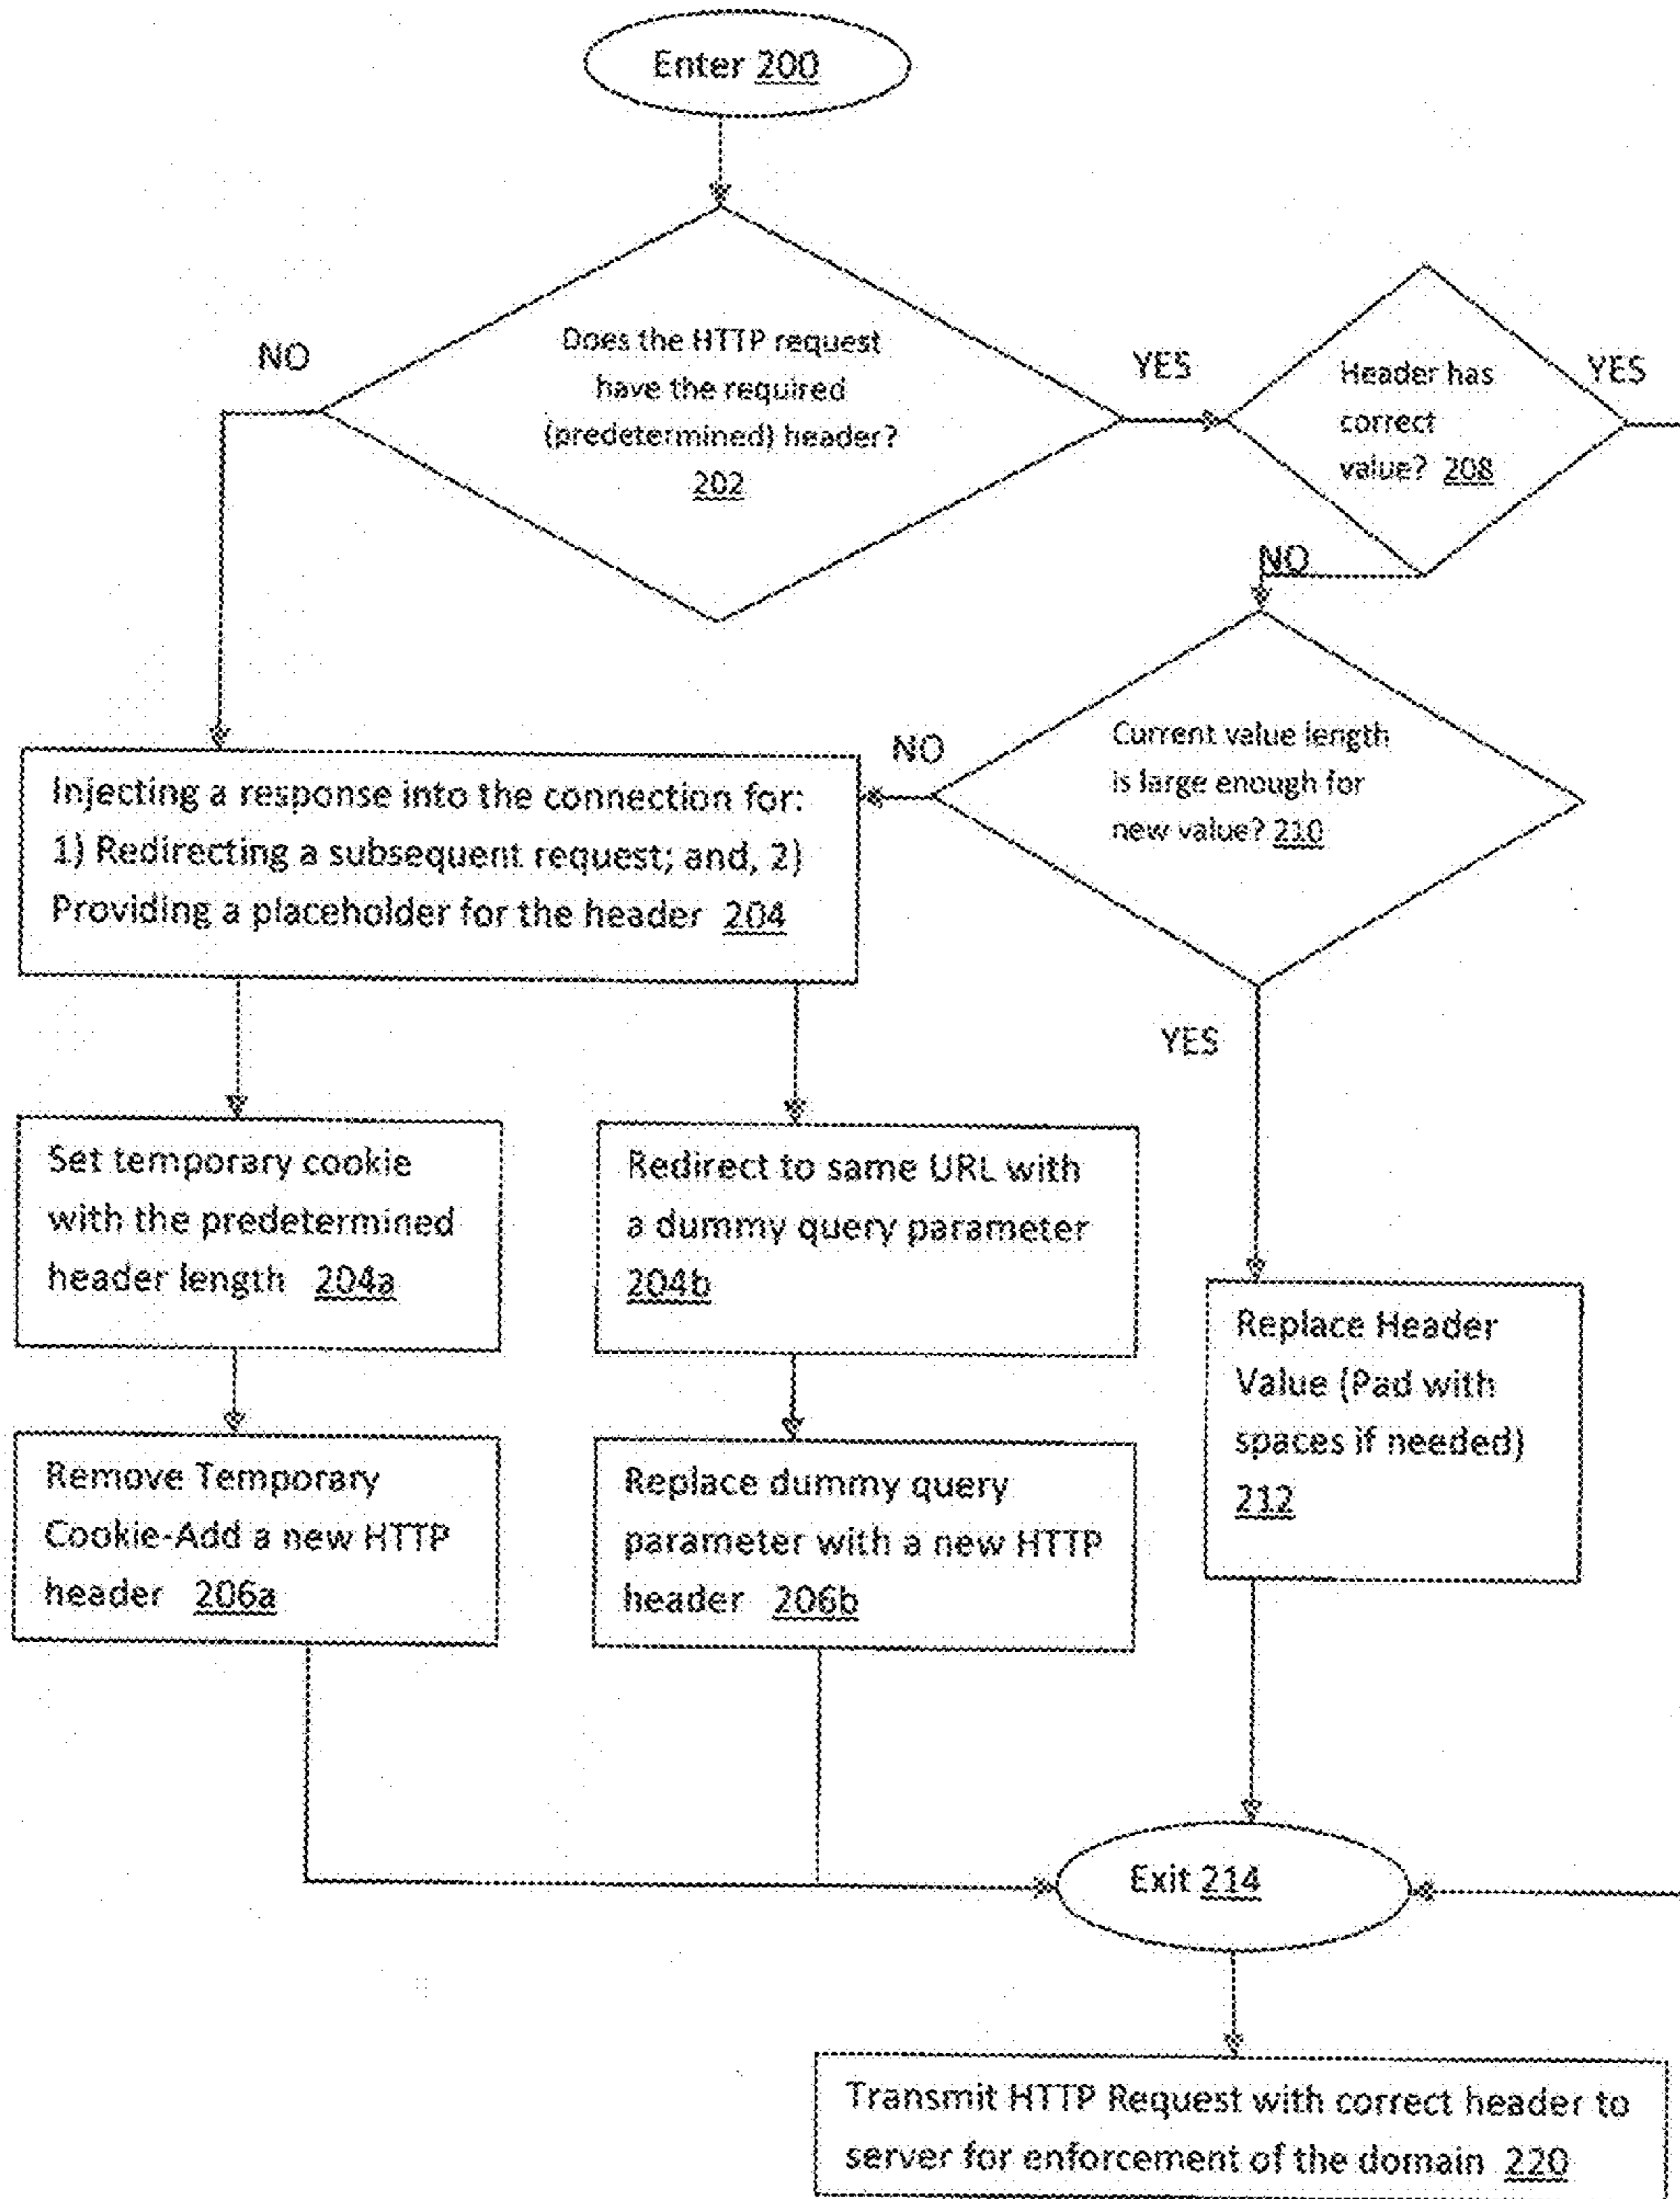 Enter 200
Does the HTTP request
have the required
(predetermined) header?
202
NO
YES
Header has
correct
value? 208
YES
NO
Current value length
is large enough for
new value? 210
NO
YES
Injecting a response into the connection for:
1) Redirecting a subsequent request; and, 2)
Providing a placeholder for the header 204
Set temporary cookie
with the predetermined
header length 204a
Redirect to same URL with
a dummy query parameter
204b
Replace Header
Value (Pad with
spaces if needed)
212
Remove Temporary
Cookie-Add a new HTTP
header 206a
Replace dummy query
parameter with a new HTTP
header 206b
Exit 214
Transmit HTTP Request with correct header to
server for enforcement of the domain 220